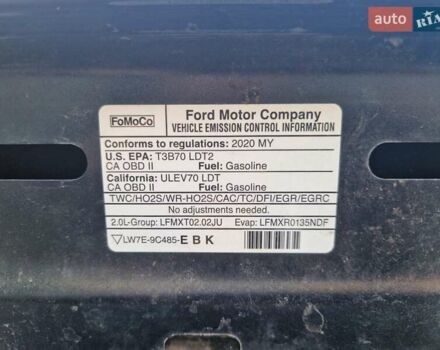 auto RIA
FoMoCo
Ford Motor Company
VEHICLE EMISSION CONTROL INFORMATION
Conforms to regulations: 2020 MY
U.S. EPA: T3B70 LDT2
CA OBD II Fuel: Gasoline
California: ULEV70 LDT
CA OBD II Fuel: Gasoline
TWC/HO2S/WR-HO2S/CAC/TC/DFI/EGR/EGRC
No adjustments needed.
2.0L-Group: LFMXT02.02JU Evap: LFMXR0135NDF
LW7E-9C485-E B K